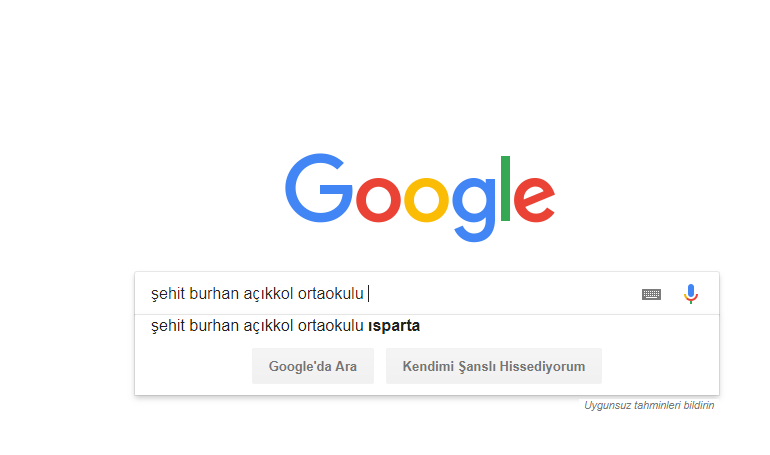 Google
şehit burhan açıkkol ortaokulu
şehit burhan açıkkol ortaokulu ısparta
Google'da Ara Kendimi Şanslı Hissediyorum
Uygunsuz tahminleri bildirin